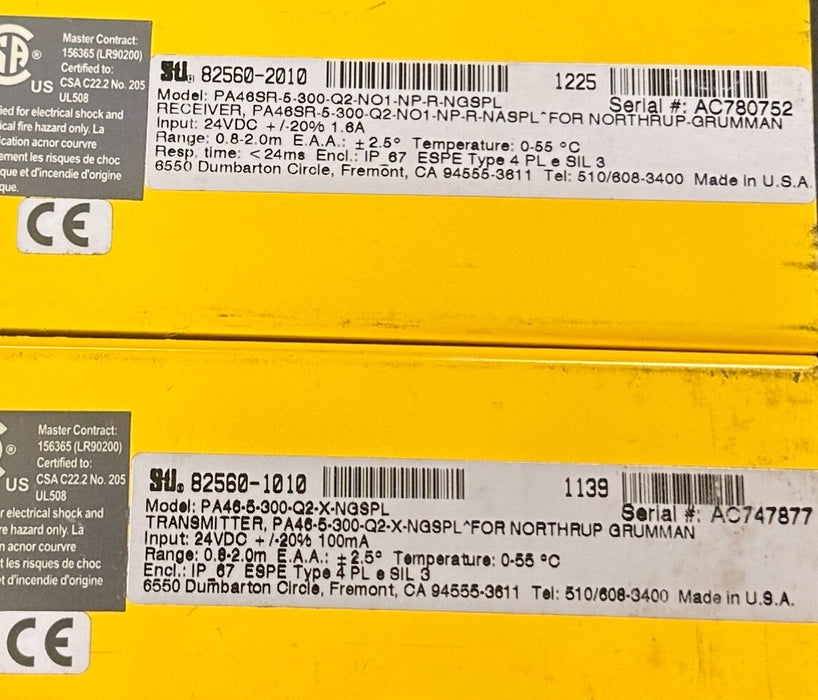 Master Contract:
156365 (LR90200)
Certified to:
US CSA C22.2 No. 205
UL508
ied for electrical shock and
ical fire hazard only. La
ication acnor courvre
ement les risques de choc
que et d'incendie d'origine
que.
CE
Sti. 82560-2010 1225
Model: PA46SR-5-300-Q2-NO1-NP-R-NGSPL Serial #: AC780752
RECEIVER, PA46SR-5-300-Q2-NO1-NP-R-NASPL^FOR NORTHRUP-GRUMMAN
Input: 24VDC +/-20% 1.6A
Range: 0.8-2.0m E.A.A.: ±2.5° Temperature: 0-55 °C
Resp. time: <24ms Encl.: IP_67 ESPE Type 4 PL e SIL 3
6550 Dumbarton Circle, Fremont, CA 94555-3611 Tel: 510/608-3400 Made in U.S.A.
Master Contract:
156365 (LR90200)
Certified to:
US CSA C22.2 No. 205
UL508
r electrical shock and
re hazard only. La
n acnor courvre
t les risques de choc
t d'incendie d'origine
CE
Sti. 82560-1010 1139
Model: PA46-5-300-Q2-X-NGSPL Serial #: AC747877
TRANSMITTER, PA46-5-300-Q2-X-NGSPL^FOR NORTHRUP GRUMMAN
Input: 24VDC +/-20% 100mA
Range: 0.8-2.0m E.A.A.: ±2.5° Temperature: 0-55 °C
Encl.: IP_67 ESPE Type 4 PL e SIL 3
6550 Dumbarton Circle, Fremont, CA 94555-3611 Tel: 510/608-3400 Made in U.S.A.